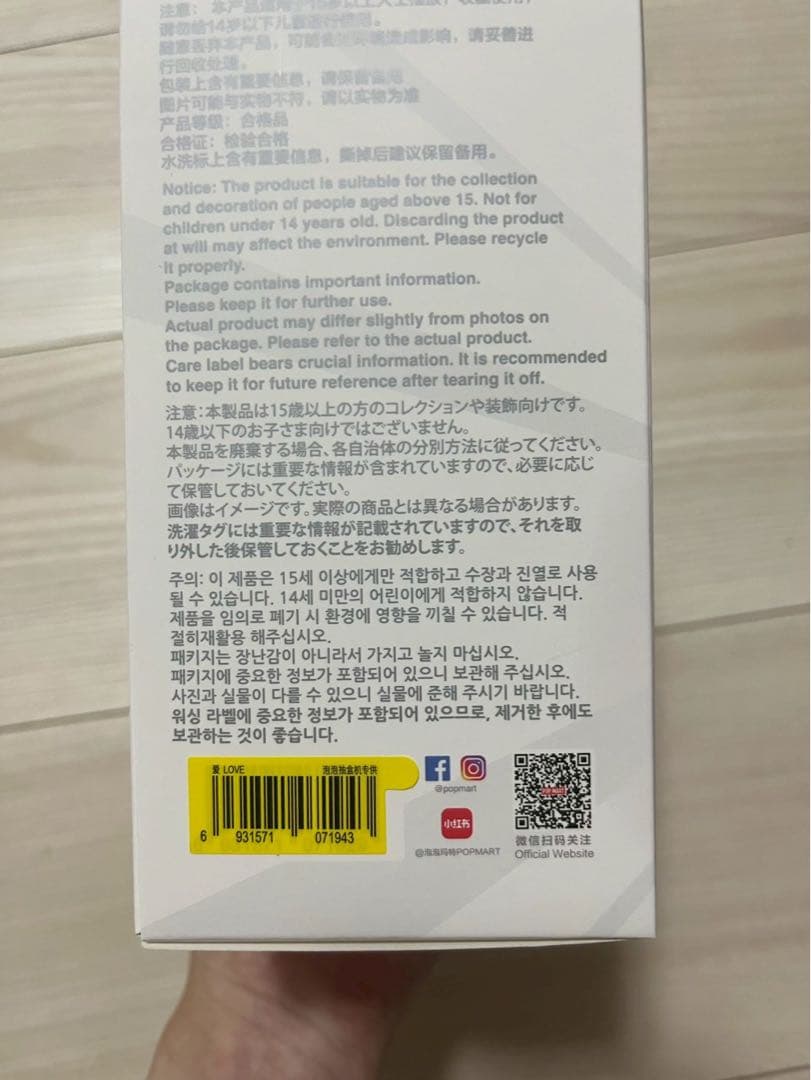 注意：本产品适用于15岁以上人士
请勿给14岁以下儿童
随意丢弃本产品，可能会对环境造成影响，请妥善进
行回收处理。
包装上含有重要信息，请保留备用
图片可能与实物不符，请以实物为准
产品等级：合格品
合格证：检验合格
水洗标上含有重要信息，撕掉后建议保留备用。
Notice: The product is suitable for the collection
and decoration of people aged above 15. Not for
children under 14 years old. Discarding the product
at will may affect the environment. Please recycle
it properly.
Package contains important information.
Please keep it for further use.
Actual product may differ slightly from photos on
the package. Please refer to the actual product.
Care label bears crucial information. It is recommended
to keep it for future reference after tearing it off.
注意：本製品は15歳以上の方のコレクションや装飾向けです。
14歳以下のお子さま向けではございません。
本製品を廃棄する場合、各自治体の分別方法に従ってください。
パッケージには重要な情報が含まれていますので、必要に応じ
て保管しておいてください。
画像はイメージです。実際の商品とは異なる場合があります。
洗濯タグには重要な情報が記載されていますので、それを取
り外した後保管しておくことをお勧めします。
주의: 이 제품은 15세 이상에게만 적합하고 수장과 진열로 사용
될 수 있습니다. 14세 미만의 어린이에게 적합하지 않습니다.
제품을 임의로 폐기 시 환경에 영향을 끼칠 수 있습니다. 적
절히재활용 해주십시오.
패키지는 장난감이 아니라서 가지고 놀지 마십시오.
패키지에 중요한 정보가 포함되어 있으니 보관해 주십시오.
사진과 실물이 다를 수 있으니 실물에 준해 주시기 바랍니다.
워싱 라벨에 중요한 정보가 포함되어 있으므로, 제거한 후에도
보관하는 것이 좋습니다.
爱 LOVE 泡泡抽盒机专供
6 931571 071943
@popmart
小红书
@泡泡玛特POPMART
POP MART
微信扫码关注
Official Website